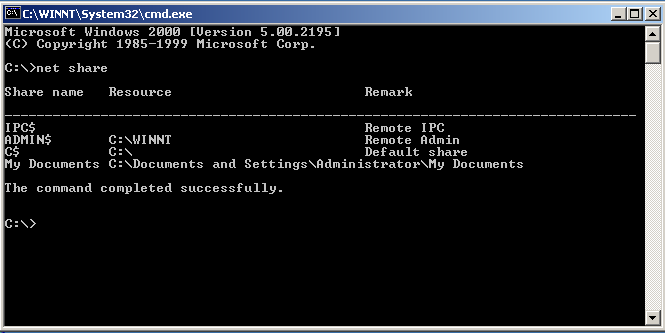 C:\WINNT\System32\cmd.exe
Microsoft Windows 2000 [Version 5.00.2195]
(C) Copyright 1985-1999 Microsoft Corp.
C:\>net share
Share name   Resource                        Remark
-------------------------------------------------------------------------------
IPC$                                         Remote IPC
ADMIN$       C:\WINNT                        Remote Admin
C$           C:\                             Default share
My Documents C:\Documents and Settings\Administrator\My Documents
The command completed successfully.
C:\>